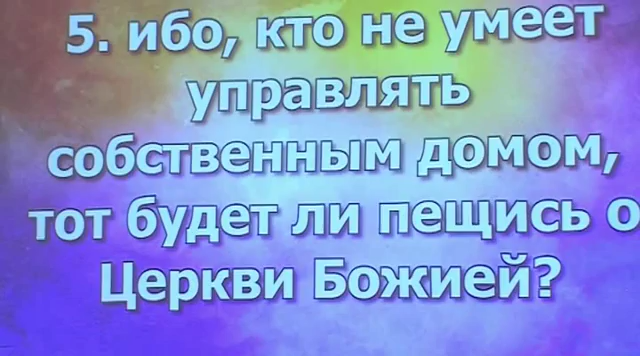 5. ибо, кто не умеет
управлять
собственным домом,
тот будет ли пещись о
Церкви Божией?